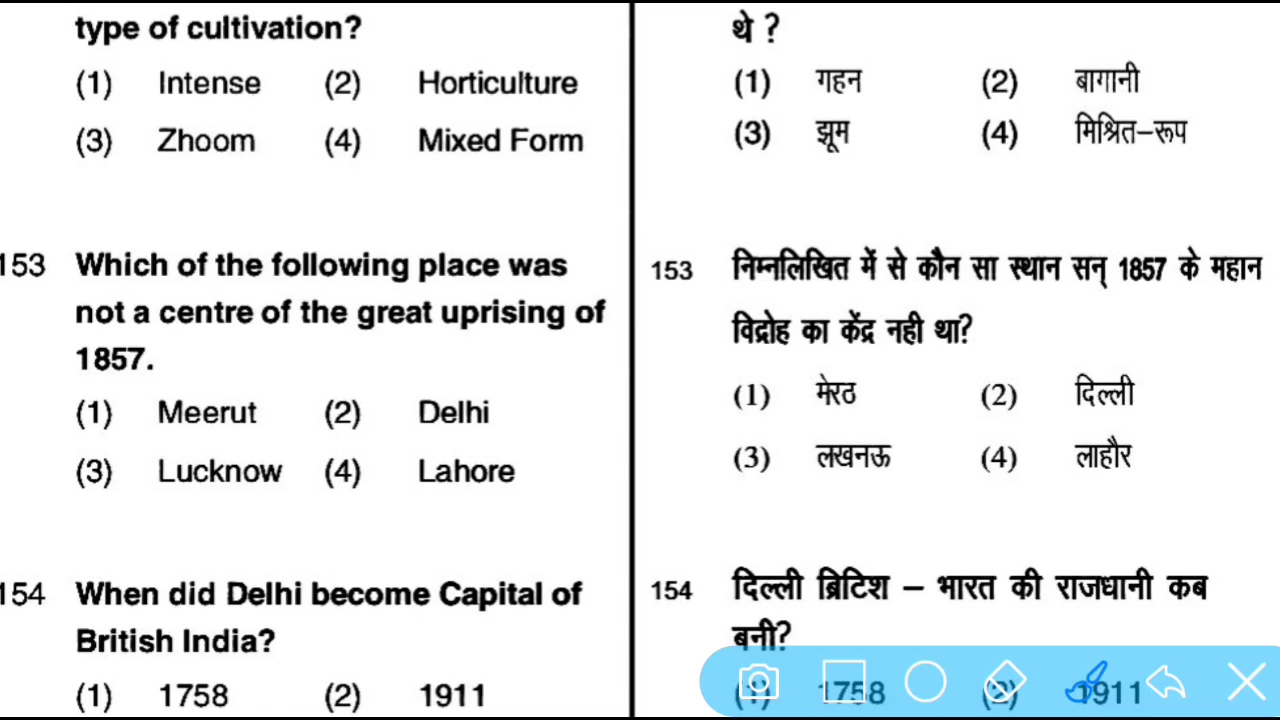 type of cultivation?
(1) Intense (2) Horticulture
(3) Zhoom (4) Mixed Form
153 Which of the following place was
not a centre of the great uprising of
1857.
(1) Meerut (2) Delhi
(3) Lucknow (4) Lahore
154 When did Delhi become Capital of
British India?
(1) 1758 (2) 1911
थे ?
(1) गहन (2) बागानी
(3) झूम (4) मिश्रित–रूप
153 निम्नलिखित में से कौन सा स्थान सन् 1857 के महान
विद्रोह का केंद्र नही था?
(1) मेरठ (2) दिल्ली
(3) लखनऊ (4) लाहौर
154 दिल्ली ब्रिटिश – भारत की राजधानी कब
बनी?
(1) 1758 (2) 1911